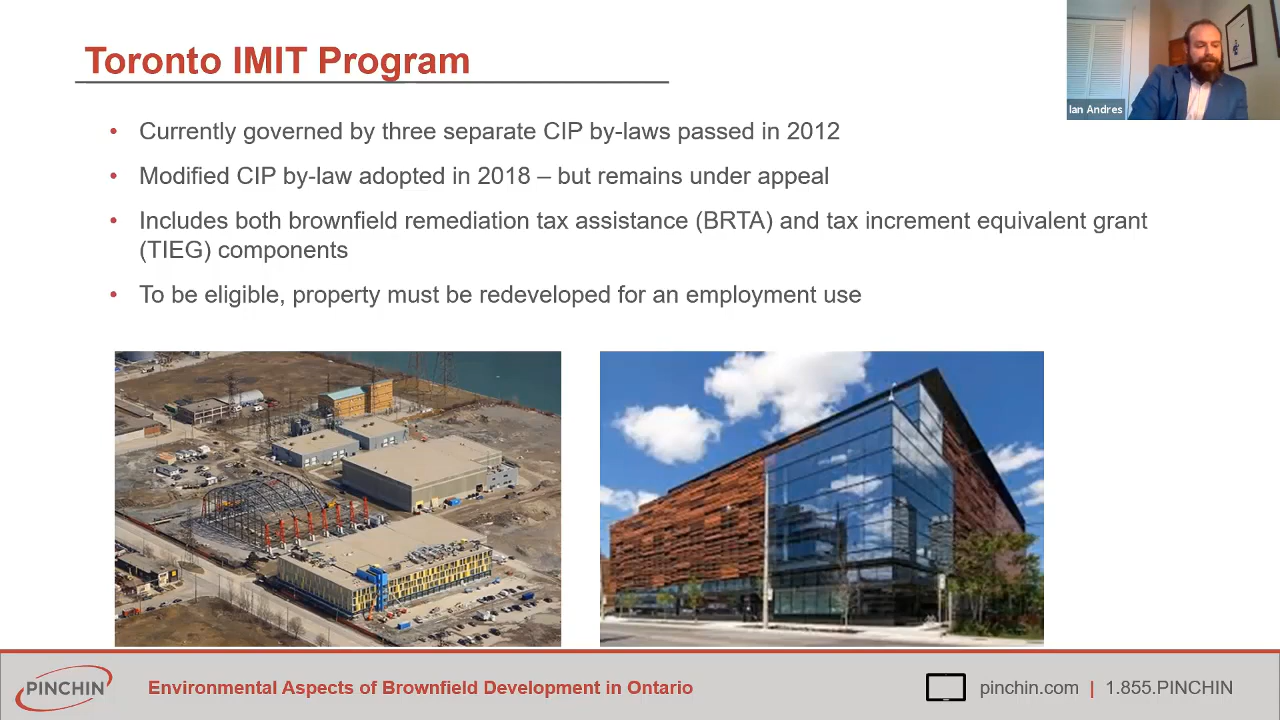 Toronto IMIT Program
Ian Andres
• Currently governed by three separate CIP by-laws passed in 2012
• Modified CIP by-law adopted in 2018 – but remains under appeal
• Includes both brownfield remediation tax assistance (BRTA) and tax increment equivalent grant
(TIEG) components
• To be eligible, property must be redeveloped for an employment use
PINCHIN
Environmental Aspects of Brownfield Development in Ontario
pinchin.com | 1.855.PINCHIN